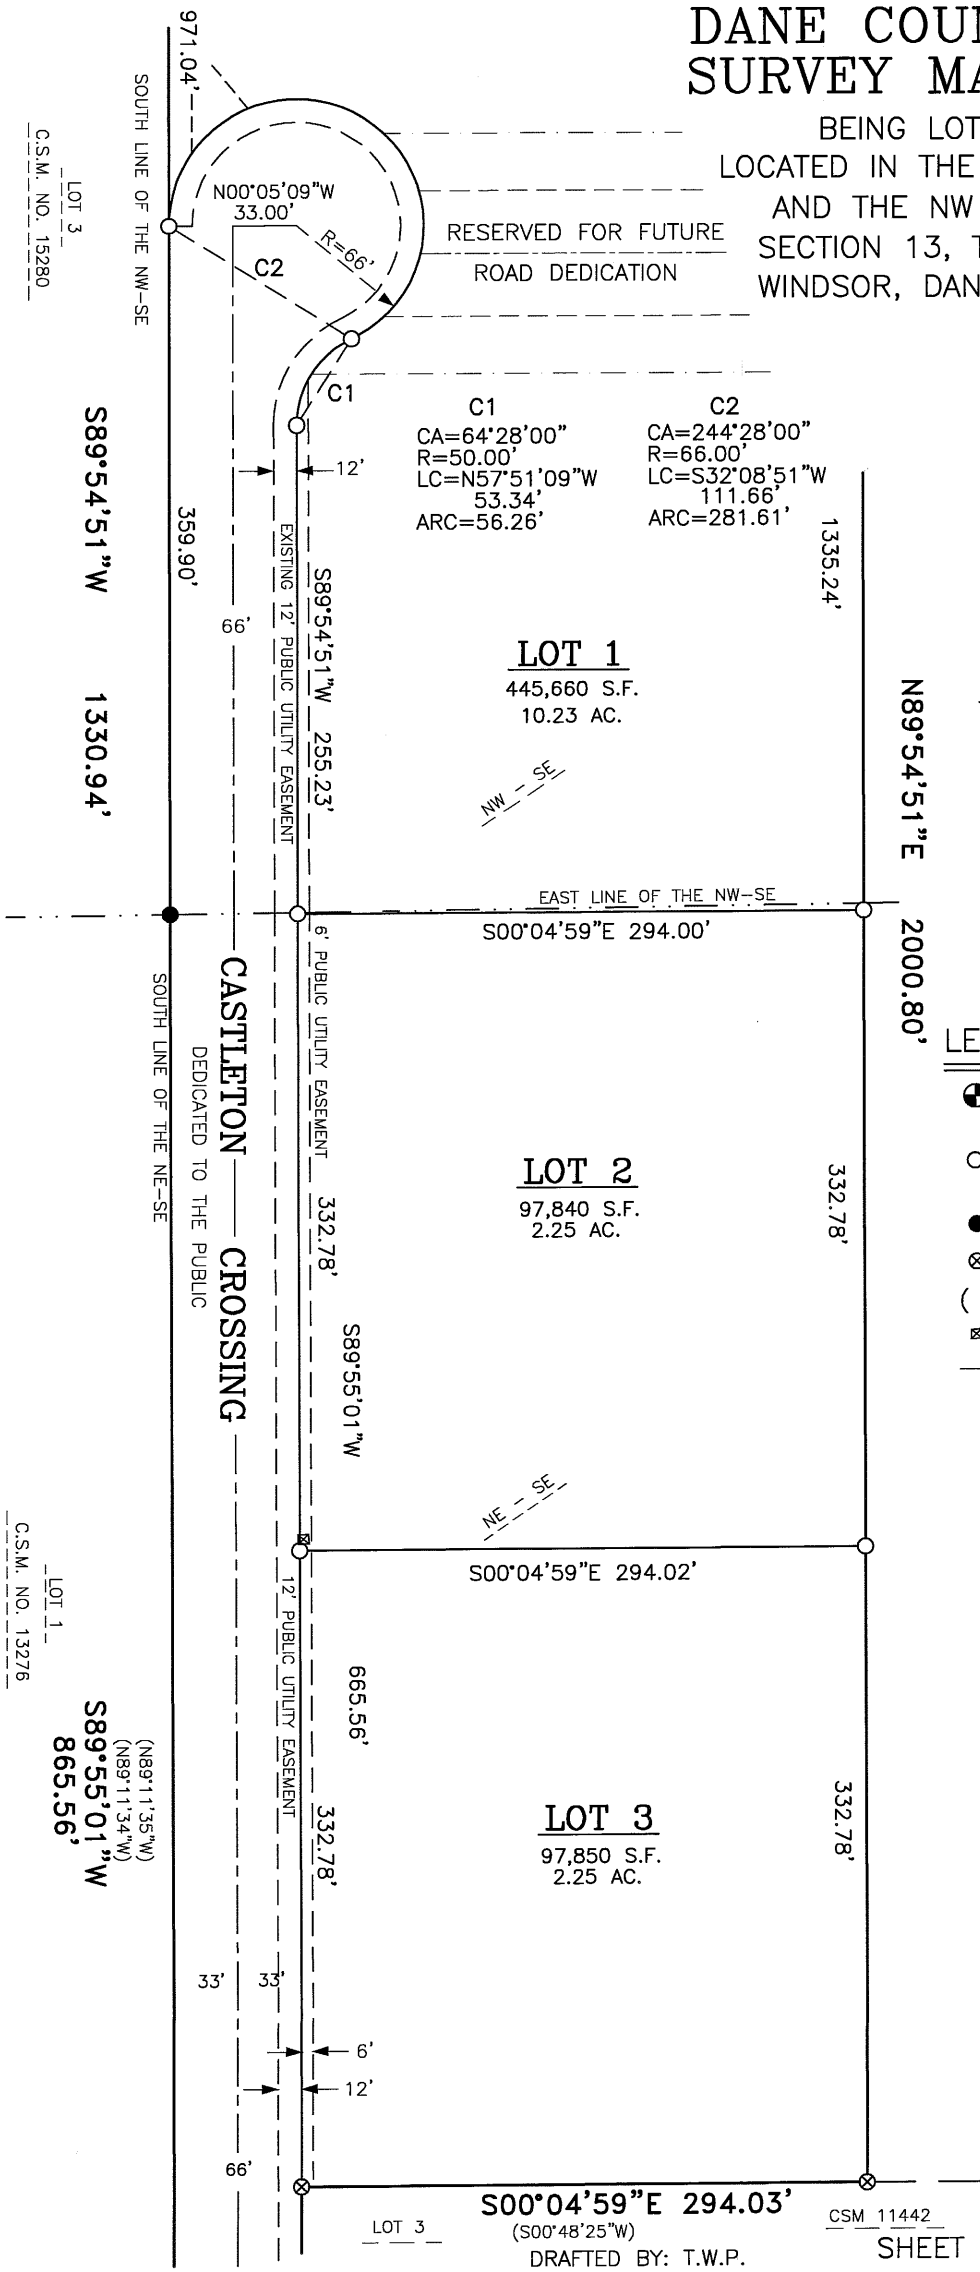 DANE COU
SURVEY MA
BEING LOT
LOCATED IN THE
AND THE NW
SECTION 13, T
WINDSOR, DAN
971.04'
SOUTH LINE OF THE NW-SE
LOT 3
C.S.M. NO. 15280
N00°05'09"W
33.00'
R=66'
C2
RESERVED FOR FUTURE
ROAD DEDICATION
C1
C1
CA=64°28'00"
R=50.00'
LC=N57°51'09"W
53.34'
ARC=56.26'
C2
CA=244°28'00"
R=66.00'
LC=S32°08'51"W
111.66'
ARC=281.61'
12'
S89°54'51"W 1330.94'
359.90'
66'
EXISTING 12' PUBLIC UTILITY EASEMENT
S89°54'51"W 255.23'
1335.24'
LOT 1
445,660 S.F.
10.23 AC.
NW - SE
N89°54'51"E 2000.80'
EAST LINE OF THE NW-SE
S00°04'59"E 294.00'
6' PUBLIC UTILITY EASEMENT
SOUTH LINE OF THE NE-SE
CASTLETON CROSSING
DEDICATED TO THE PUBLIC
LE
LOT 2
97,840 S.F.
2.25 AC.
332.78'
332.78'
(
S89°55'01"W
NE - SE
S00°04'59"E 294.02'
LOT 1
C.S.M. NO. 13276
12' PUBLIC UTILITY EASEMENT
665.56'
(N89°11'35"W)
(N89°11'34"W)
S89°55'01"W
865.56'
332.78'
LOT 3
97,850 S.F.
2.25 AC.
332.78'
33'
33'
6'
12'
66'
S00°04'59"E 294.03'
(S00°48'25"W)
LOT 3
CSM 11442
DRAFTED BY: T.W.P.
SHEET